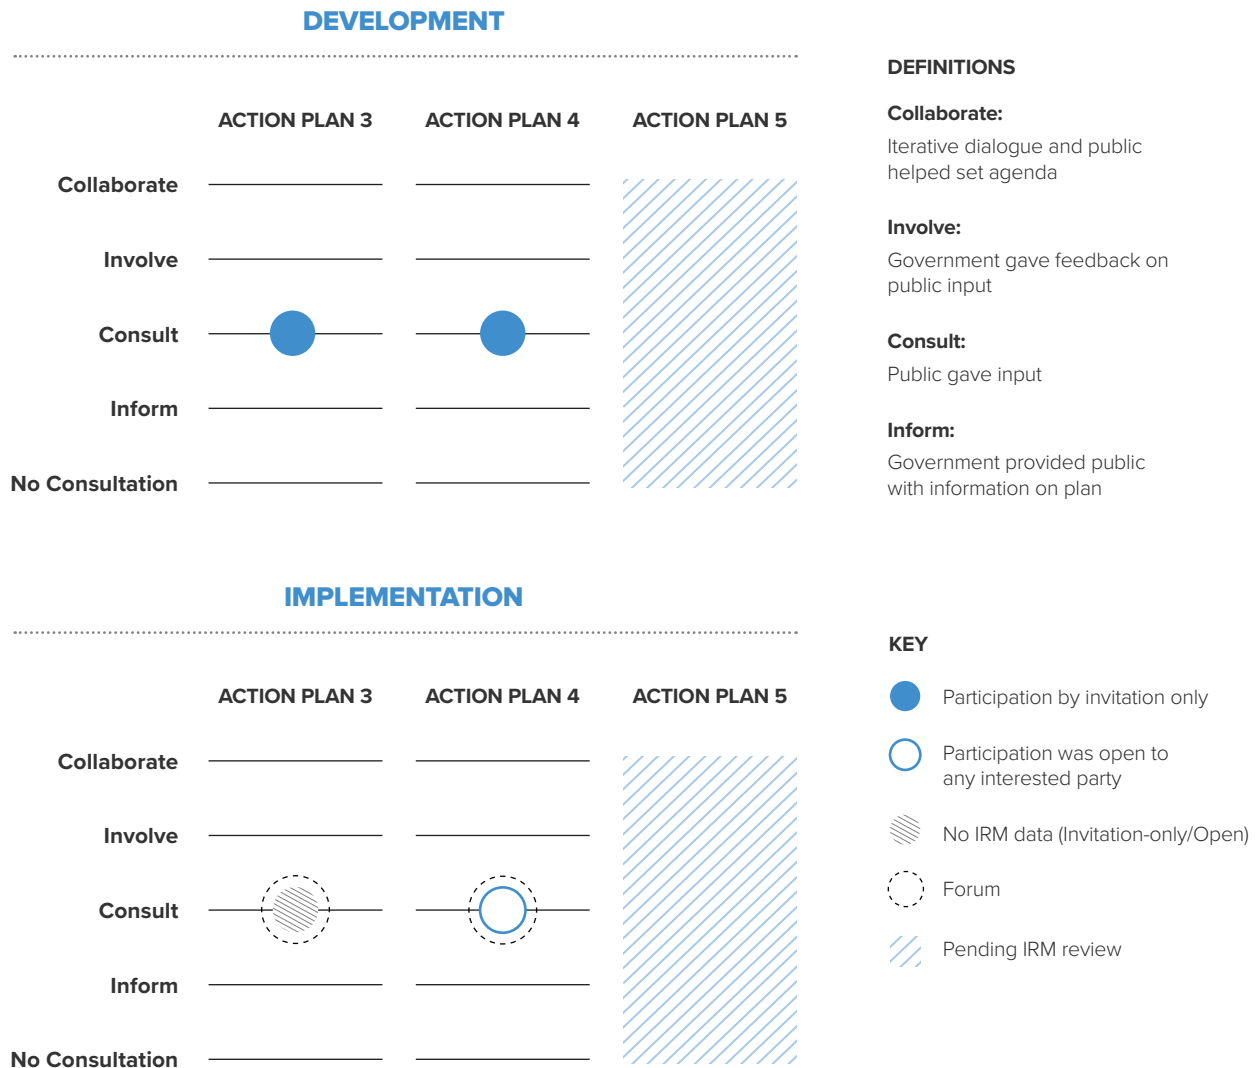 DEVELOPMENT
ACTION PLAN 3
ACTION PLAN 4
ACTION PLAN 5
Collaborate
Involve
Consult
Inform
No Consultation
DEFINITIONS
Collaborate:
Iterative dialogue and public
helped set agenda
Involve:
Government gave feedback on
public input
Consult:
Public gave input
Inform:
Government provided public
with information on plan
IMPLEMENTATION
ACTION PLAN 3
ACTION PLAN 4
ACTION PLAN 5
Collaborate
Involve
Consult
Inform
No Consultation
KEY
Participation by invitation only
Participation was open to
any interested party
No IRM data (Invitation-only/Open)
Forum
Pending IRM review